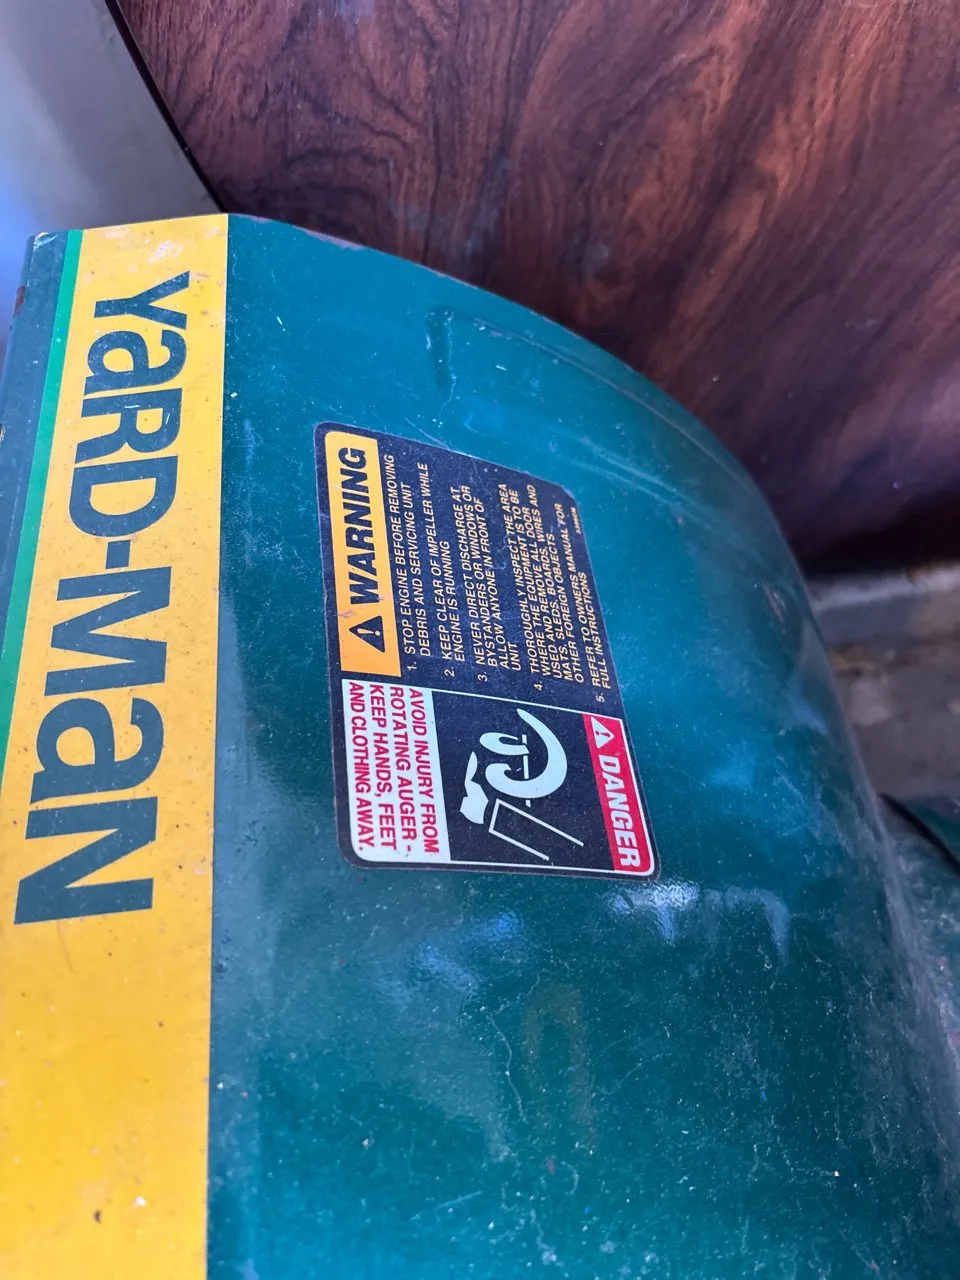 YaRD-MaN
WARNING
1. STOP ENGINE BEFORE REMOVING
DEBRIS AND SERVICING UNIT
2. KEEP CLEAR OF IMPELLER WHILE
ENGINE IS RUNNING
3. NEVER DIRECT DISCHARGE AT
BYSTANDERS OR WINDOWS OR
ALLOW ANYONE IN FRONT OF
UNIT
4. THOROUGHLY INSPECT THE AREA
WHERE THE EQUIPMENT IS TO BE
USED AND REMOVE ALL DOOR
MATS, SLEDS, BOARDS, WIRES AND
OTHER FOREIGN OBJECTS.
5. REFER TO OWNERS MANUAL FOR
FULL INSTRUCTIONS
DANGER
AVOID INJURY FROM
ROTATING AUGER -
KEEP HANDS, FEET
AND CLOTHING AWAY.